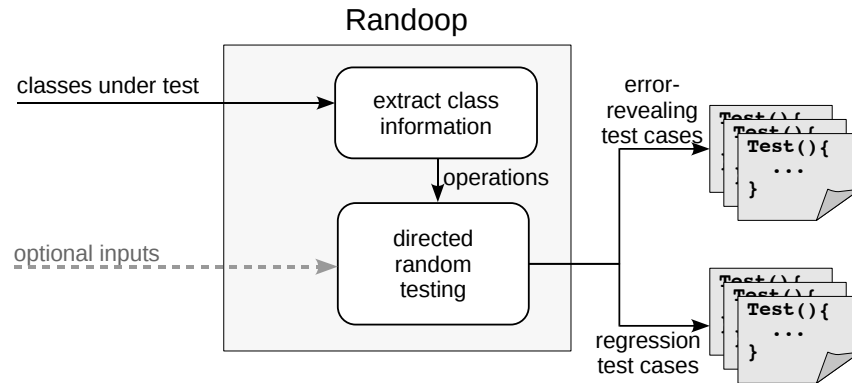 Randoop
classes under test
extract class
information
operations
optional inputs
directed
random
testing
error-
revealing
test cases
Test(){
Test(){
Test(){
...
}
regression
test cases
Test(){
Test(){
Test(){
...
}